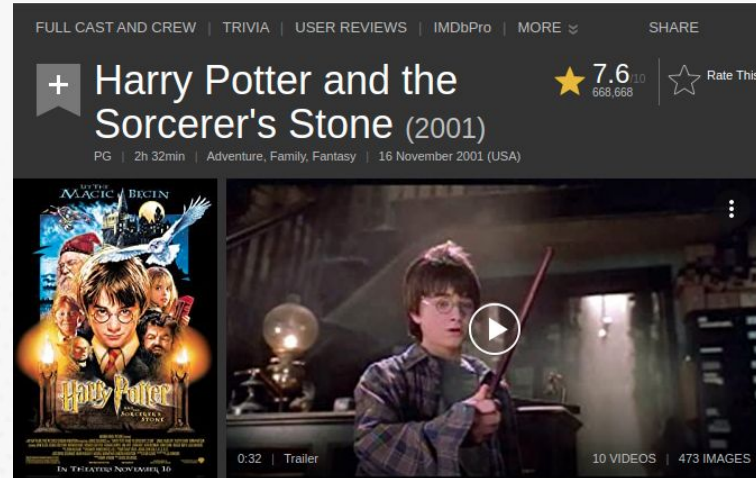 FULL CAST AND CREW | TRIVIA | USER REVIEWS | IMDbPro | MORE SHARE
Harry Potter and the
Sorcerer's Stone (2001)
7.6/10
668,668
Rate This
PG | 2h 32min | Adventure, Family, Fantasy | 16 November 2001 (USA)
LET THE
MAGIC BEGIN
Harry Potter
AND THE
SORCERER'S
STONE
IN THEATERS NOVEMBER 16
0:32 | Trailer
10 VIDEOS | 473 IMAGES